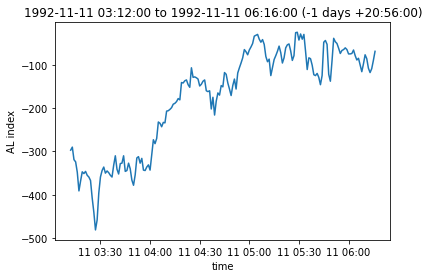 1992-11-11 03:12:00 to 1992-11-11 06:16:00 (-1 days +20:56:00)
AL index
−100
−200
−300
−400
−500
11 03:30 11 04:00 11 04:30 11 05:00 11 05:30 11 06:00
time